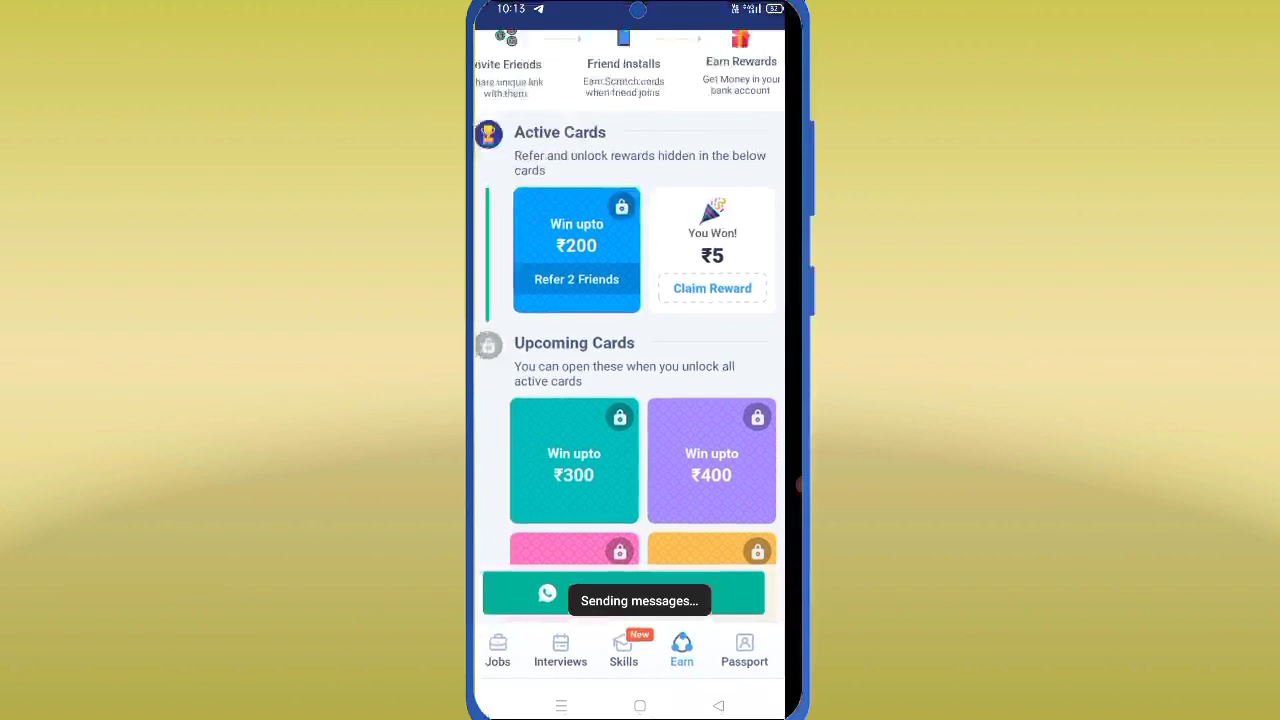 10:13
32
nvite Friends
Friend Installs
Earn Rewards
hare unique link
with them
Earn Scratch cards
when friend joins
Get Money in your
bank account
Active Cards
Refer and unlock rewards hidden in the below
cards
Win upto
₹200
Refer 2 Friends
You Won!
₹5
Claim Reward
Upcoming Cards
You can open these when you unlock all
active cards
Win upto
₹300
Win upto
₹400
Sending messages...
New
Jobs
Interviews
Skills
Earn
Passport